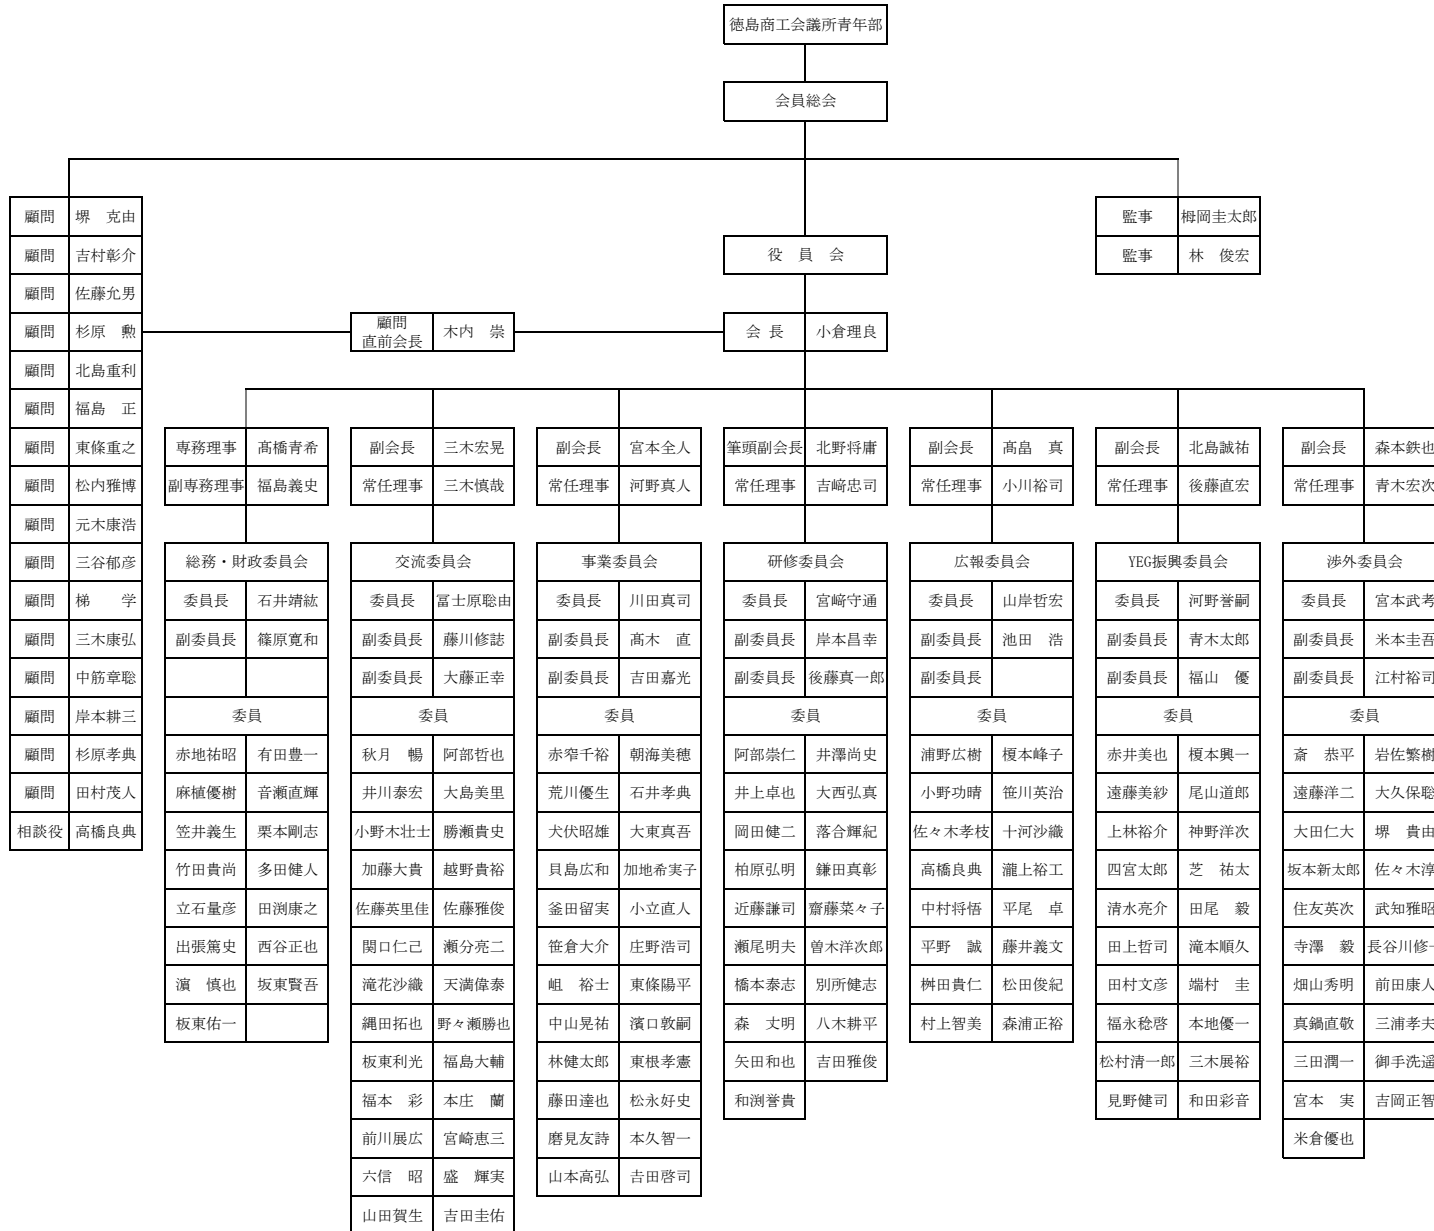 徳島商工会議所青年部
会員総会
顧問 堺　克由
顧問 吉村彰介
顧問 佐藤允男
顧問 杉原　勲
顧問 北島重利
顧問 福島　正
顧問 東條重之
顧問 松内雅博
顧問 元木康浩
顧問 三谷郁彦
顧問 梯　学
顧問 三木康弘
顧問 中筋章聡
顧問 岸本耕三
顧問 杉原孝典
顧問 田村茂人
相談役 高橋良典
監事 栂岡圭太郎
監事 林　俊宏
役　員　会
顧問
直前会長 木内　崇
会 長 小倉理良
専務理事 髙橋青希
副専務理事 福島義史
総務・財政委員会
委員長 石井靖紘
副委員長 篠原寛和
委員
赤地祐昭 有田豊一
麻植優樹 音瀬直輝
笠井義生 栗本剛志
竹田貴尚 多田健人
立石量彦 田渕康之
出張篤史 西谷正也
濵　慎也 坂東賢吾
板東佑一
副会長 三木宏晃
常任理事 三木慎哉
交流委員会
委員長 冨士原聡由
副委員長 藤川修誌
副委員長 大藤正幸
委員
秋月　暢 阿部哲也
井川泰宏 大島美里
小野木壮士 勝瀬貴史
加藤大貴 越野貴裕
佐藤英里佳 佐藤雅俊
関口仁己 瀬分亮二
滝花沙織 天満偉泰
縄田拓也 野々瀬勝也
板東利光 福島大輔
福本　彩 本庄　蘭
前川展広 宮崎恵三
六信　昭 盛　輝実
山田賀生 吉田圭佑
副会長 宮本全人
常任理事 河野真人
事業委員会
委員長 川田真司
副委員長 髙木　直
副委員長 吉田嘉光
委員
赤窄千裕 朝海美穂
荒川優生 石井孝典
犬伏昭雄 大東真吾
貝島広和 加地希実子
釜田留実 小立直人
笹倉大介 庄野浩司
岨　裕士 東條陽平
中山晃祐 濱口敦嗣
林健太郎 東根孝憲
藤田達也 松永好史
磨見友詩 本久智一
山本高弘 𠮷田啓司
筆頭副会長 北野将庸
常任理事 吉﨑忠司
研修委員会
委員長 宮﨑守通
副委員長 岸本昌幸
副委員長 後藤真一郎
委員
阿部崇仁 井澤尚史
井上卓也 大西弘真
岡田健二 落合輝紀
柏原弘明 鎌田真彰
近藤謙司 齋藤菜々子
瀬尾明夫 曽木洋次郎
橋本泰志 別所健志
森　丈明 八木耕平
矢田和也 吉田雅俊
和渕誉貴
副会長 髙畠　真
常任理事 小川裕司
広報委員会
委員長 山岸哲宏
副委員長 池田　浩
副委員長
委員
浦野広樹 榎本峰子
小野功晴 笹川英治
佐々木孝枝 十河沙織
高橋良典 瀧上裕工
中村将悟 平尾　卓
平野　誠 藤井義文
桝田貴仁 松田俊紀
村上智美 森浦正裕
副会長 北島誠祐
常任理事 後藤直宏
YEG振興委員会
委員長 河野誉嗣
副委員長 青木太郎
副委員長 福山　優
委員
赤井美也 榎本興一
遠藤美紗 尾山道郎
上林裕介 神野洋次
四宮太郎 芝　祐太
清水亮介 田尾　毅
田上哲司 滝本順久
田村文彦 端村　圭
福永稔啓 本地優一
松村清一郎 三木展裕
見野健司 和田彩音
副会長 森本鉄也
常任理事 青木宏次
渉外委員会
委員長 宮本武考
副委員長 米本圭吾
副委員長 江村裕司
委員
斎　恭平 岩佐繁樹
遠藤洋二 大久保聡
大田仁大 堺　貴由
坂本新太郎 佐々木淳
住友英次 武知雅昭
寺澤　毅 長谷川修
畑山秀明 前田康人
真鍋直敬 三浦孝夫
三田潤一 御手洗遥
宮本　実 吉岡正智
米倉優也